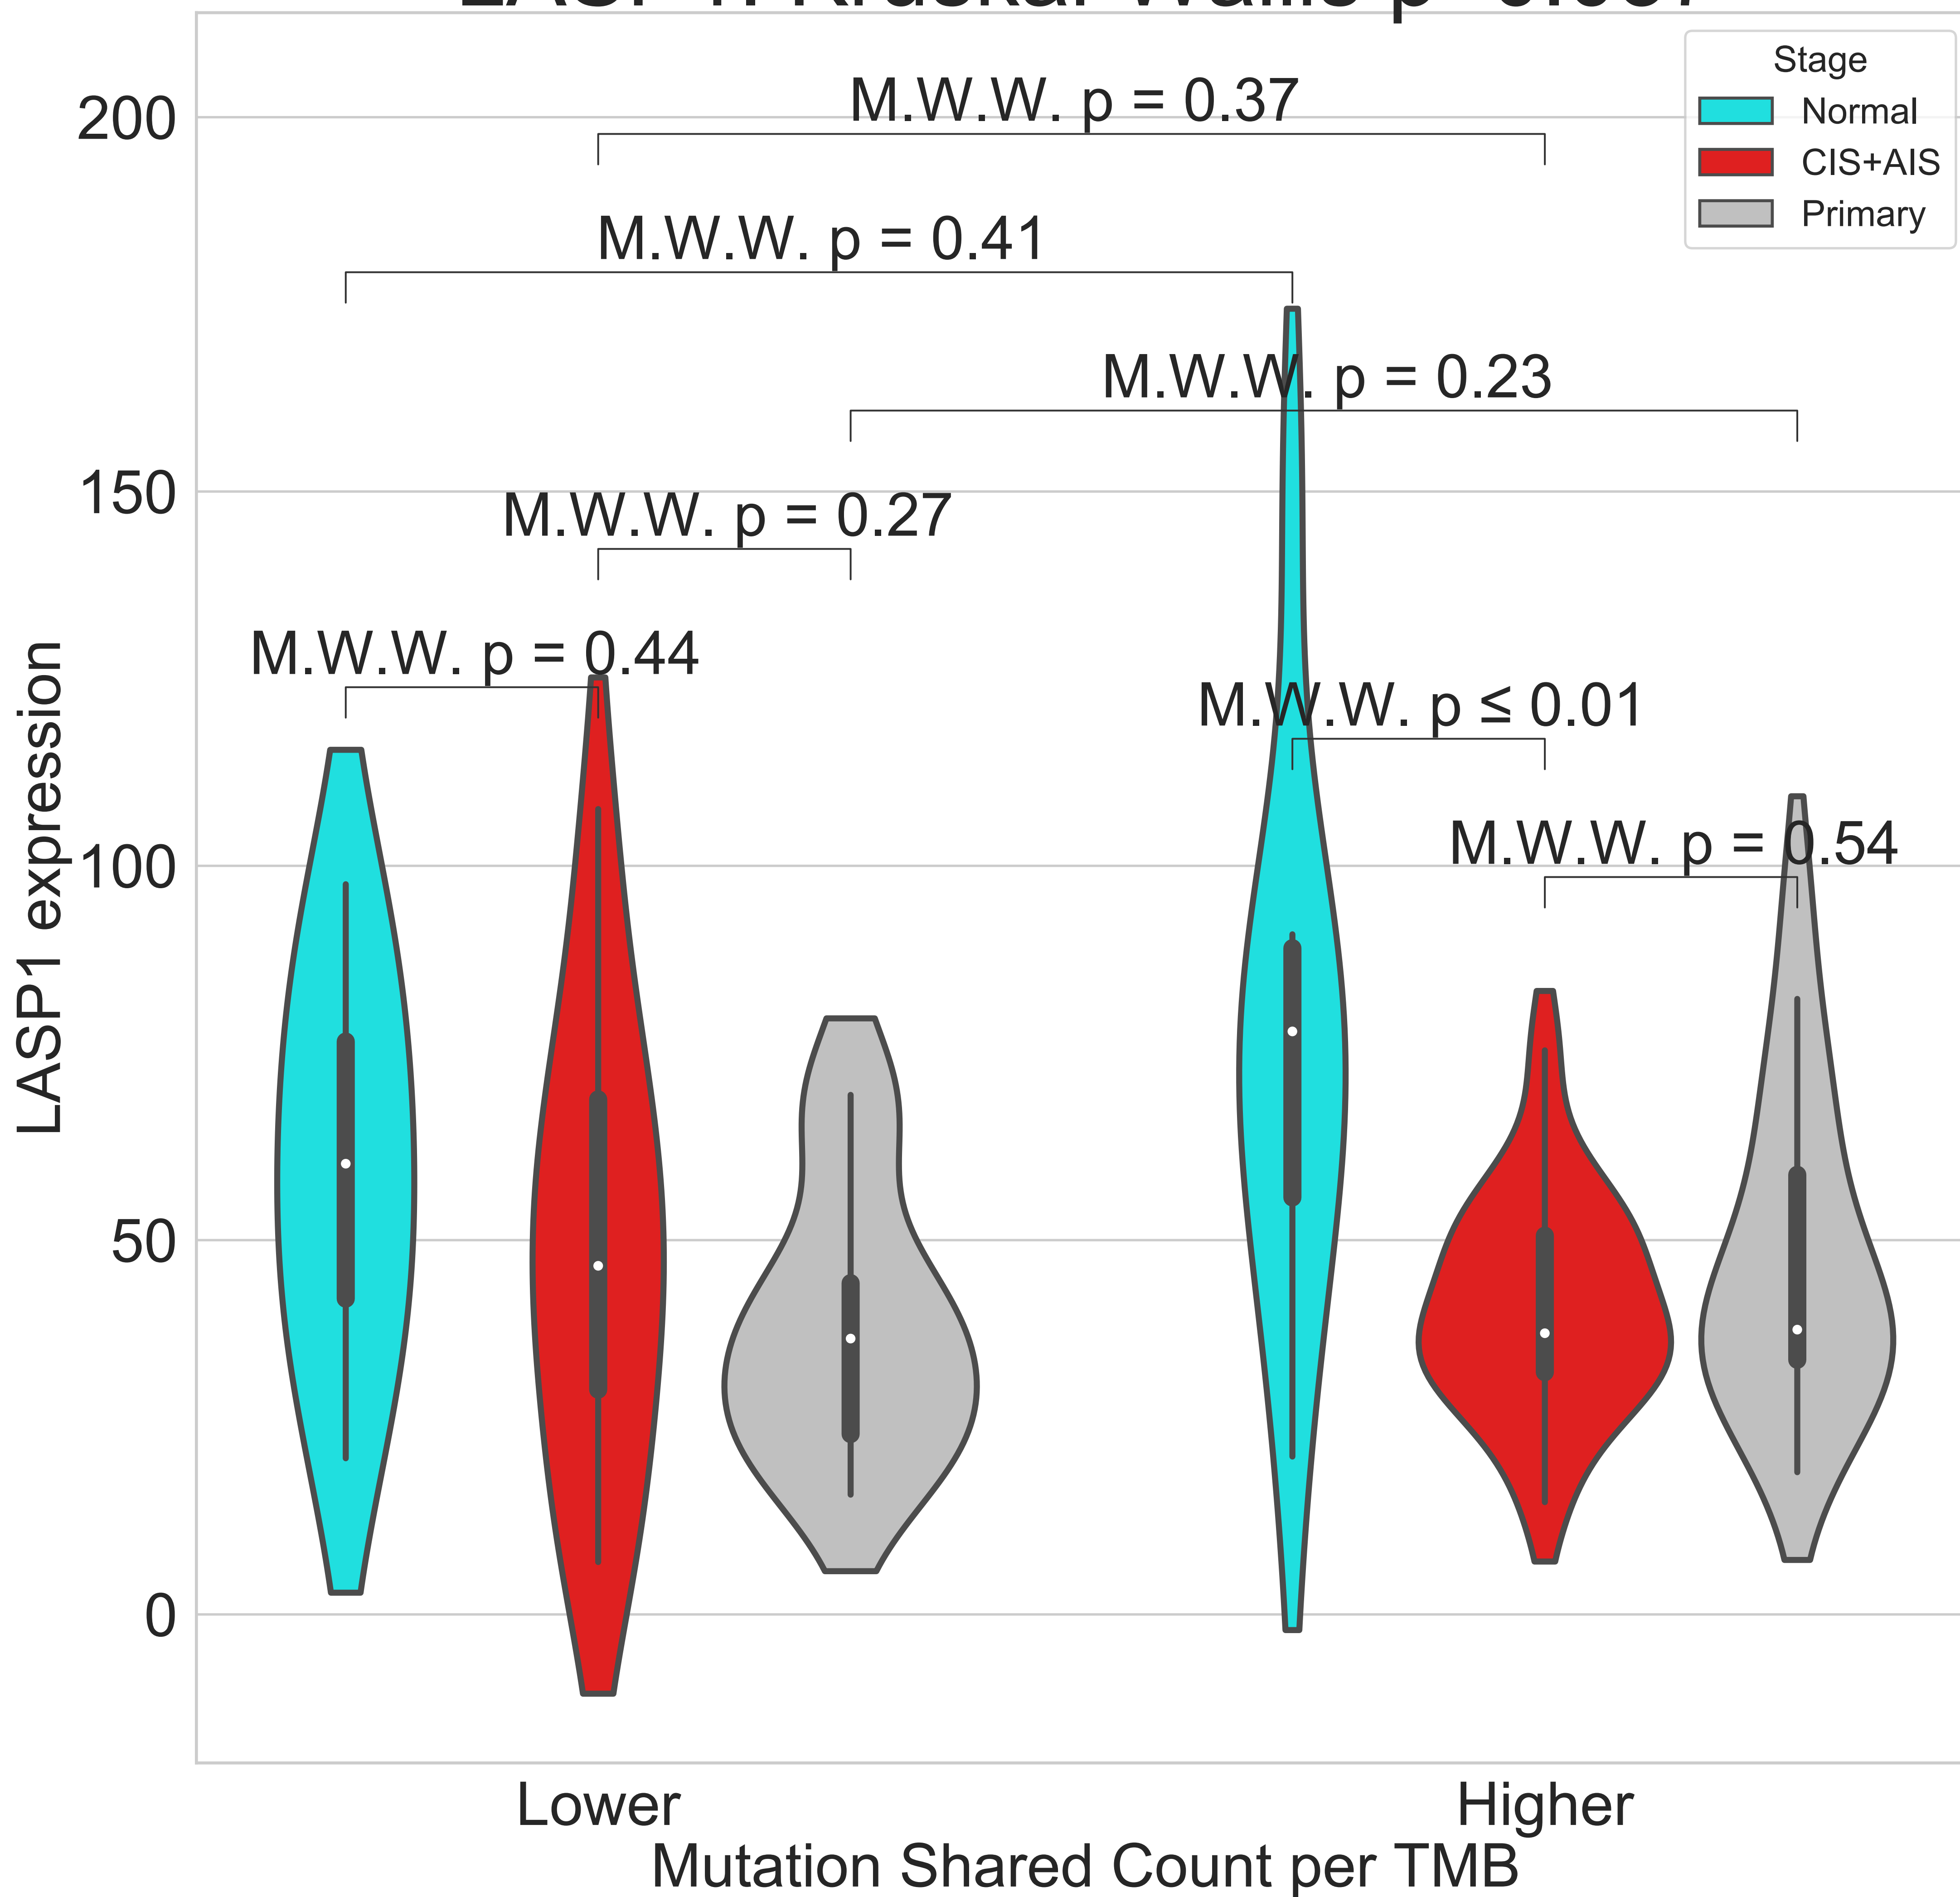 Stage
Normal
CIS+AIS
Primary
200
150
100
50
0
LASP1 expression
M.W.W. p = 0.37
M.W.W. p = 0.41
M.W.W. p = 0.23
M.W.W. p = 0.27
M.W.W. p = 0.44
M.W.W. p ≤ 0.01
M.W.W. p = 0.54
Lower
Higher
Mutation Shared Count per TMB